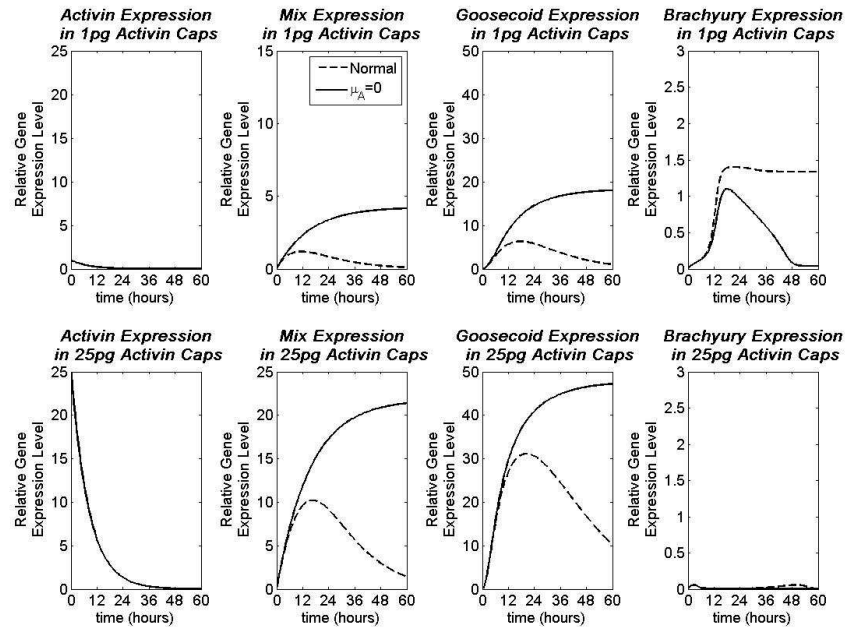 Activin Expression
in 1pg Activin Caps
Mix Expression
in 1pg Activin Caps
Goosecoid Expression
in 1pg Activin Caps
Brachyury Expression
in 1pg Activin Caps
Relative Gene
Expression Level
25
20
15
10
5
0
0 12 24 36 48 60
time (hours)
Relative Gene
Expression Level
15
10
5
0
Normal
μA=0
0 12 24 36 48 60
time (hours)
Relative Gene
Expression Level
50
40
30
20
10
0
0 12 24 36 48 60
time (hours)
Relative Gene
Expression Level
3
2.5
2
1.5
1
0.5
0
0 12 24 36 48 60
time (hours)
Activin Expression
in 25pg Activin Caps
Mix Expression
in 25pg Activin Caps
Goosecoid Expression
in 25pg Activin Caps
Brachyury Expression
in 25pg Activin Caps
Relative Gene
Expression Level
25
20
15
10
5
0
0 12 24 36 48 60
time (hours)
Relative Gene
Expression Level
25
20
15
10
5
0
0 12 24 36 48 60
time (hours)
Relative Gene
Expression Level
50
40
30
20
10
0
0 12 24 36 48 60
time (hours)
Relative Gene
Expression Level
3
2.5
2
1.5
1
0.5
0
0 12 24 36 48 60
time (hours)